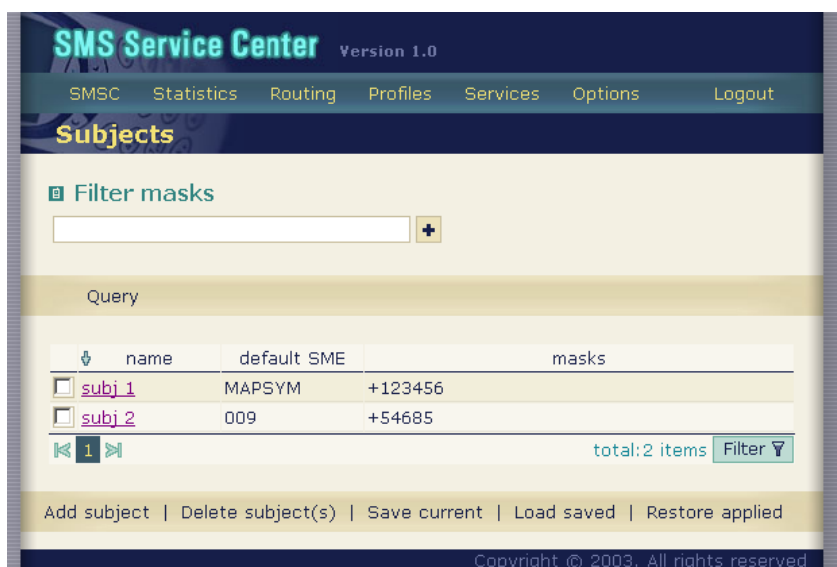 SMS Service Center Version 1.0
SMSC Statistics Routing Profiles Services Options Logout
Subjects
Filter masks
Query
name default SME masks
subj 1 MAPSYM +123456
subj 2 009 +54685
1 total:2 items Filter
Add subject | Delete subject(s) | Save current | Load saved | Restore applied
Copyright © 2003. All rights reserved